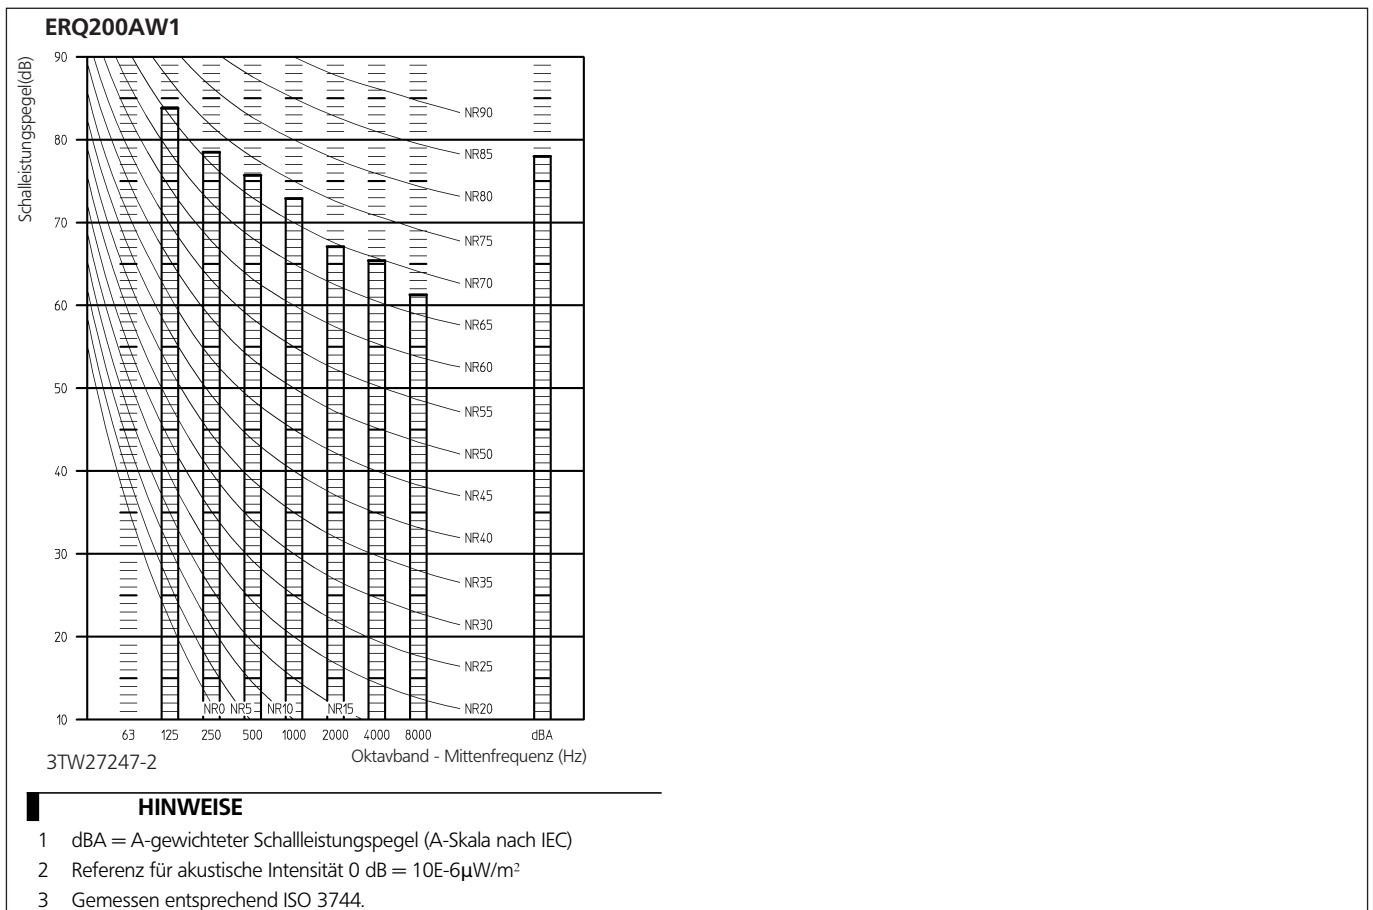 ERQ200AW1
Schalleistungspegel(dB)
90
80
70
60
50
40
30
20
10
NR90
NR85
NR80
NR75
NR70
NR65
NR60
NR55
NR50
NR45
NR40
NR35
NR30
NR25
NR20
NR0 NR5 NR10 NR15
63 125 250 500 1000 2000 4000 8000 dBA
3TW27247-2
Oktavband - Mittenfrequenz (Hz)
HINWEISE
1 dBA = A-gewichteter Schallleistungspegel (A-Skala nach IEC)
2 Referenz für akustische Intensität 0 dB = 10E-6µW/m²
3 Gemessen entsprechend ISO 3744.